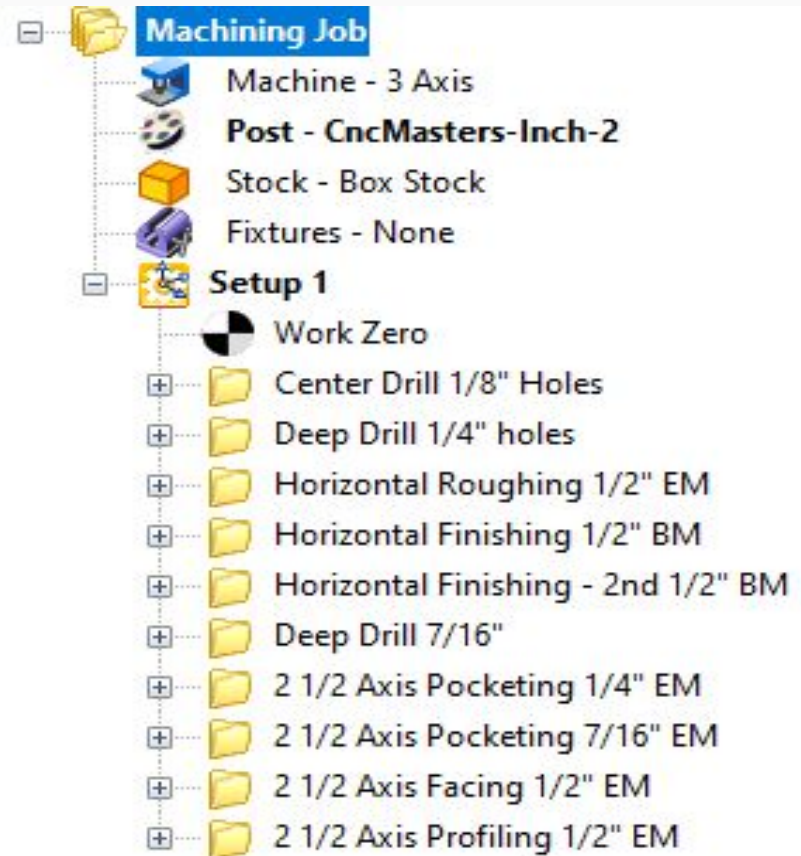 Machining Job
Machine - 3 Axis
Post - CncMasters-Inch-2
Stock - Box Stock
Fixtures - None
Setup 1
Work Zero
Center Drill 1/8" Holes
Deep Drill 1/4" holes
Horizontal Roughing 1/2" EM
Horizontal Finishing 1/2" BM
Horizontal Finishing - 2nd 1/2" BM
Deep Drill 7/16"
2 1/2 Axis Pocketing 1/4" EM
2 1/2 Axis Pocketing 7/16" EM
2 1/2 Axis Facing 1/2" EM
2 1/2 Axis Profiling 1/2" EM